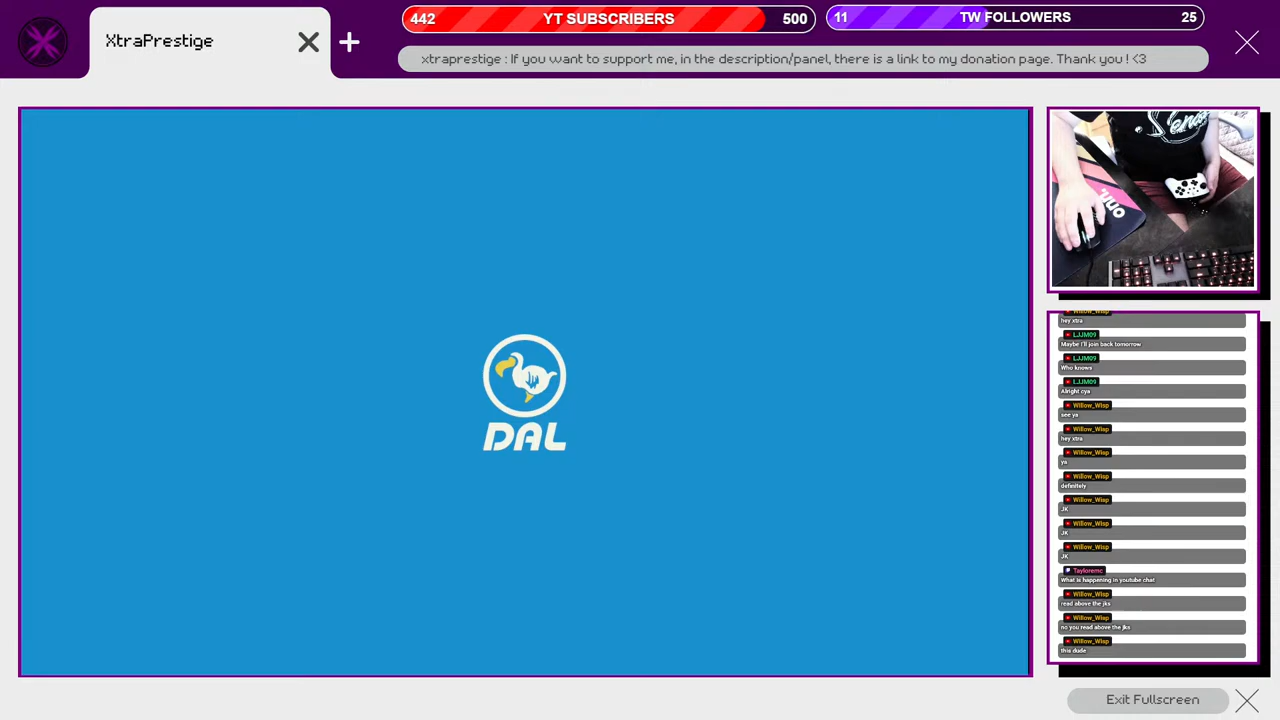 442 YT SUBSCRIBERS 500
11 TW FOLLOWERS 25
XtraPrestige
xtraprestige : If you want to support me, in the description/panel, there is a link to my donation page. Thank you ! <3
DAL
Willow_Wisp
hey xtra
LJJM09
Maybe I'll join back tomorrow
LJJM09
Who knows
LJJM09
Alright cya
Willow_Wisp
see ya
Willow_Wisp
hey xtra
Willow_Wisp
ya
Willow_Wisp
definitely
Willow_Wisp
JK
Willow_Wisp
JK
Willow_Wisp
JK
Tayloremc
What is happening in youtube chat
Willow_Wisp
read above the jks
Willow_Wisp
no you read above the jks
Willow_Wisp
this dude
Exit Fullscreen